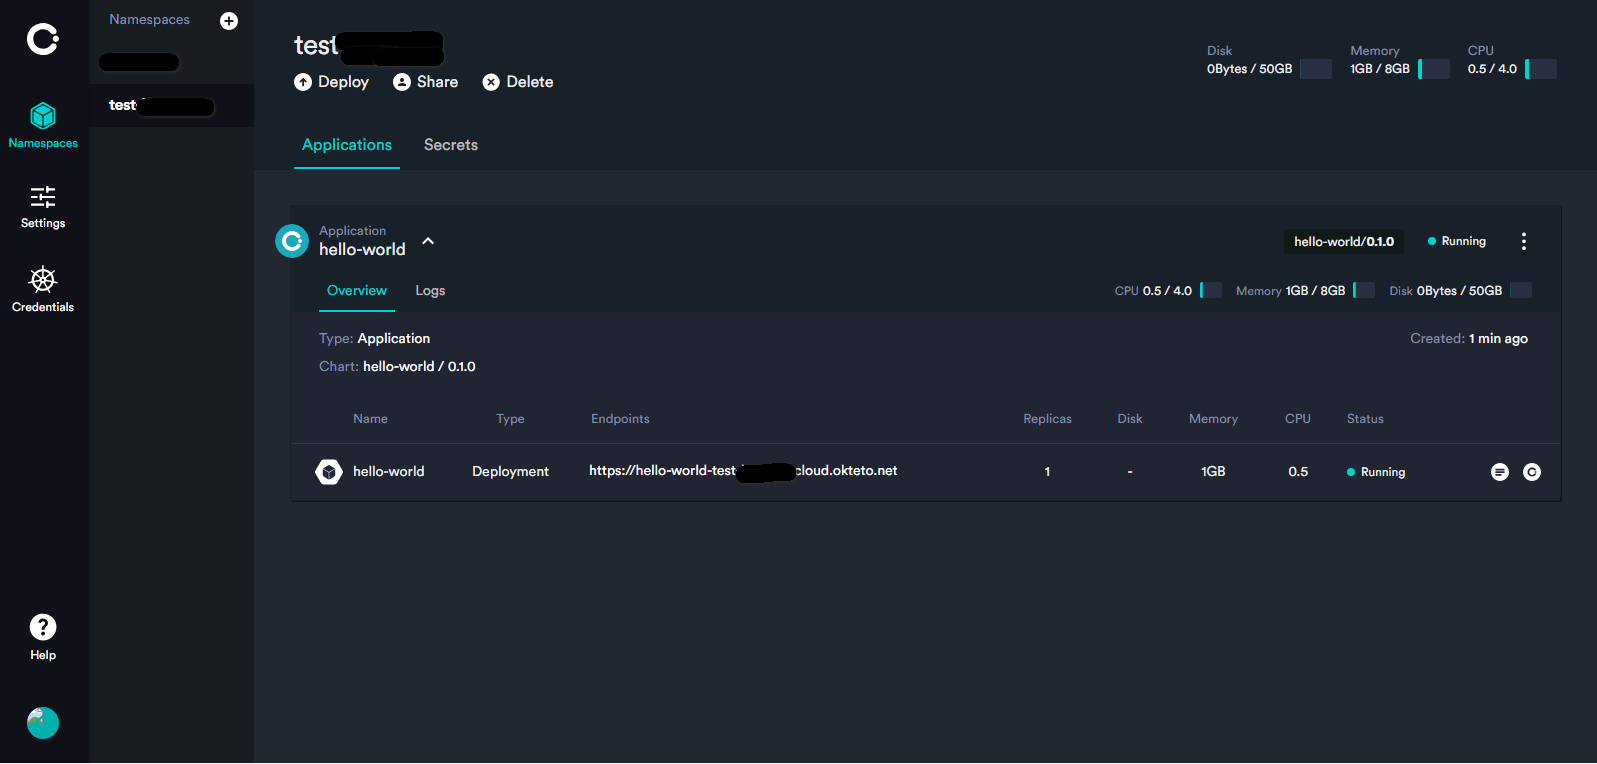 Namespaces
test-
Namespaces
Settings
Credentials
Help
test
Deploy Share Delete
Disk
0Bytes / 50GB
Memory
1GB / 8GB
CPU
0.5 / 4.0
Applications Secrets
Application
hello-world
hello-world/0.1.0
Running
Overview Logs
CPU 0.5 / 4.0 Memory 1GB / 8GB Disk 0Bytes / 50GB
Type: Application
Created: 1 min ago
Chart: hello-world / 0.1.0
Name Type Endpoints Replicas Disk Memory CPU Status
hello-world Deployment https://hello-world-test cloud.okteto.net 1 - 1GB 0.5 Running